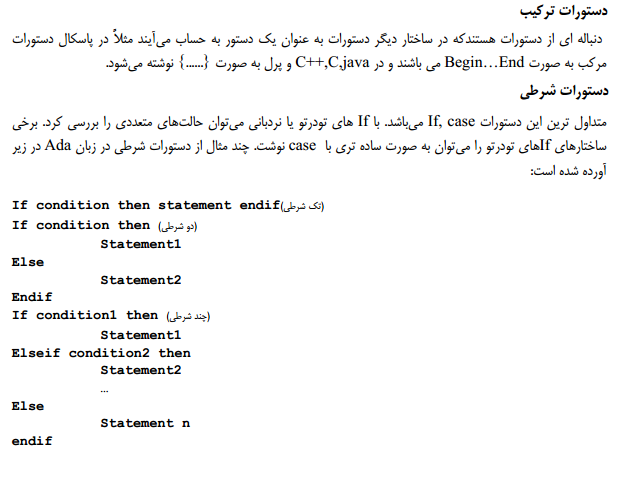 دستورات ترکیب
دنباله ای از دستورات هستندکه در ساختار دیگر دستورات به عنوان یک دستور به حساب می‌آیند مثلاً در پاسکال دستورات
مرکب به صورت Begin…End می باشند و در C++,C,java و پرل به صورت {......} نوشته می‌شود.
دستورات شرطی
متداول ترین این دستورات If, case می‌باشد. با If های تودرتو یا نردبانی می‌توان حالت‌های متعددی را بررسی کرد. برخی
ساختارهای Ifهای تودرتو را می‌توان به صورت ساده تری با case نوشت. چند مثال از دستورات شرطی در زبان Ada در زیر
آورده شده است:
If condition then statement endif(تک شرطی)
If condition then (دو شرطی)
Statement1
Else
Statement2
Endif
If condition1 then (چند شرطی)
Statement1
Elseif condition2 then
Statement2
…
Else
Statement n
endif